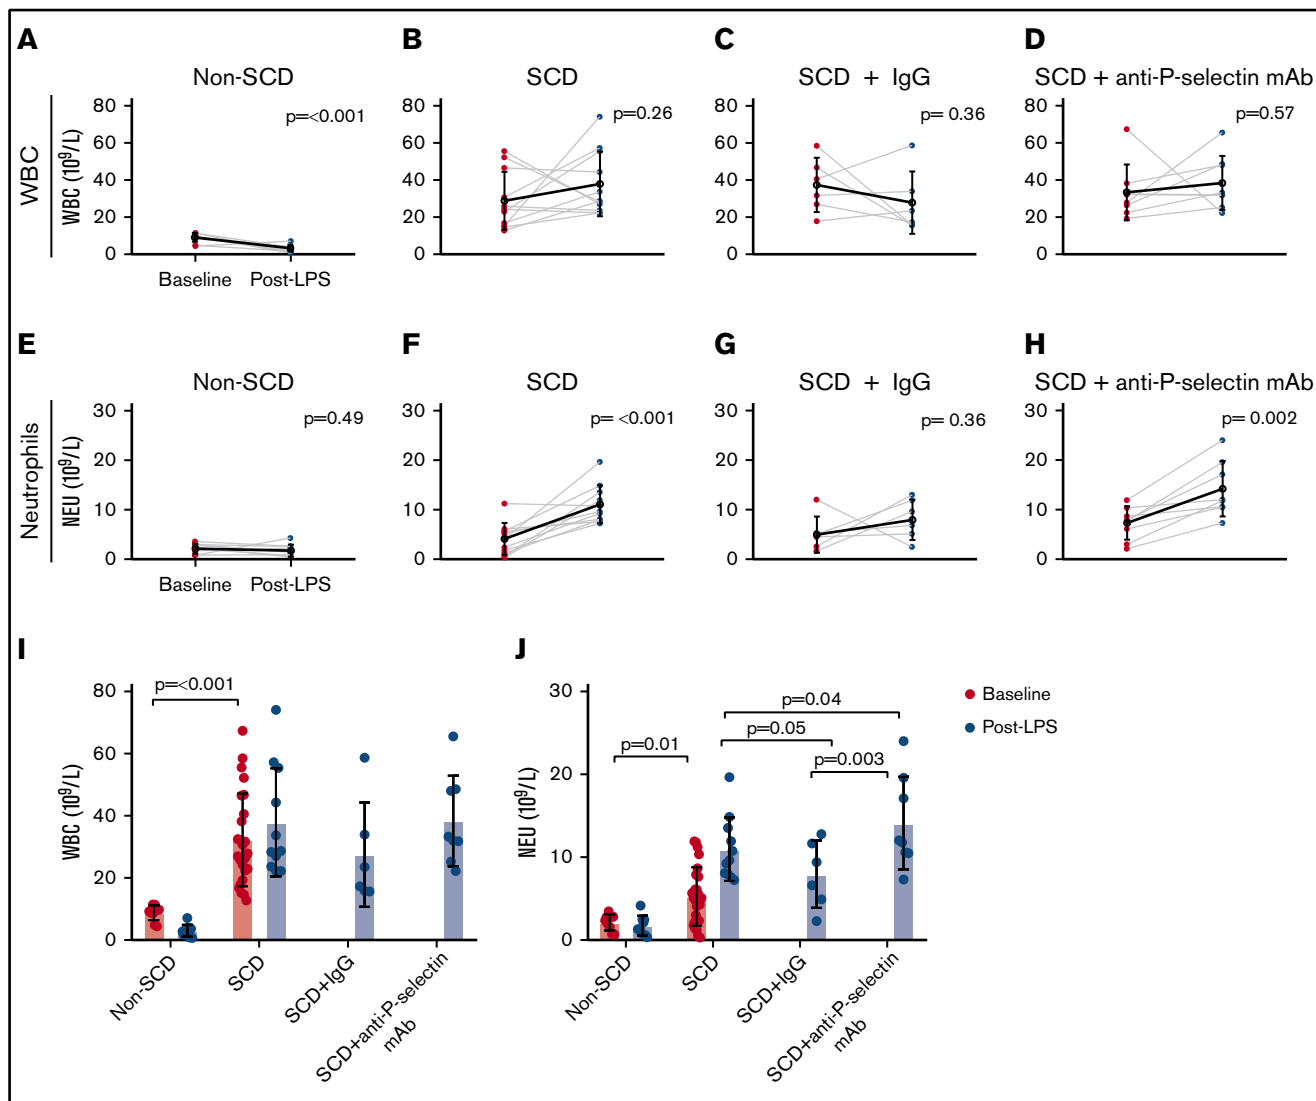 A
B
C
D
Non-SCD
SCD
SCD + IgG
SCD + anti-P-selectin mAb
WBC
WBC (10⁹/L)
80
60
40
20
0
p=<0.001
Baseline
Post-LPS
80
60
40
20
0
p=0.26
80
60
40
20
0
p= 0.36
80
60
40
20
0
p=0.57
E
F
G
H
Non-SCD
SCD
SCD + IgG
SCD + anti-P-selectin mAb
Neutrophils
NEU (10⁹/L)
30
20
10
0
p=0.49
Baseline
Post-LPS
30
20
10
0
p= <0.001
30
20
10
0
p= 0.36
30
20
10
0
p= 0.002
I
WBC (10⁹/L)
80
60
40
20
0
p=<0.001
Non-SCD
SCD
SCD+IgG
SCD+anti-P-selectin
mAb
J
NEU (10⁹/L)
30
20
10
0
p=0.01
p=0.04
p=0.05
p=0.003
Non-SCD
SCD
SCD+IgG
SCD+anti-P-selectin
mAb
Baseline
Post-LPS